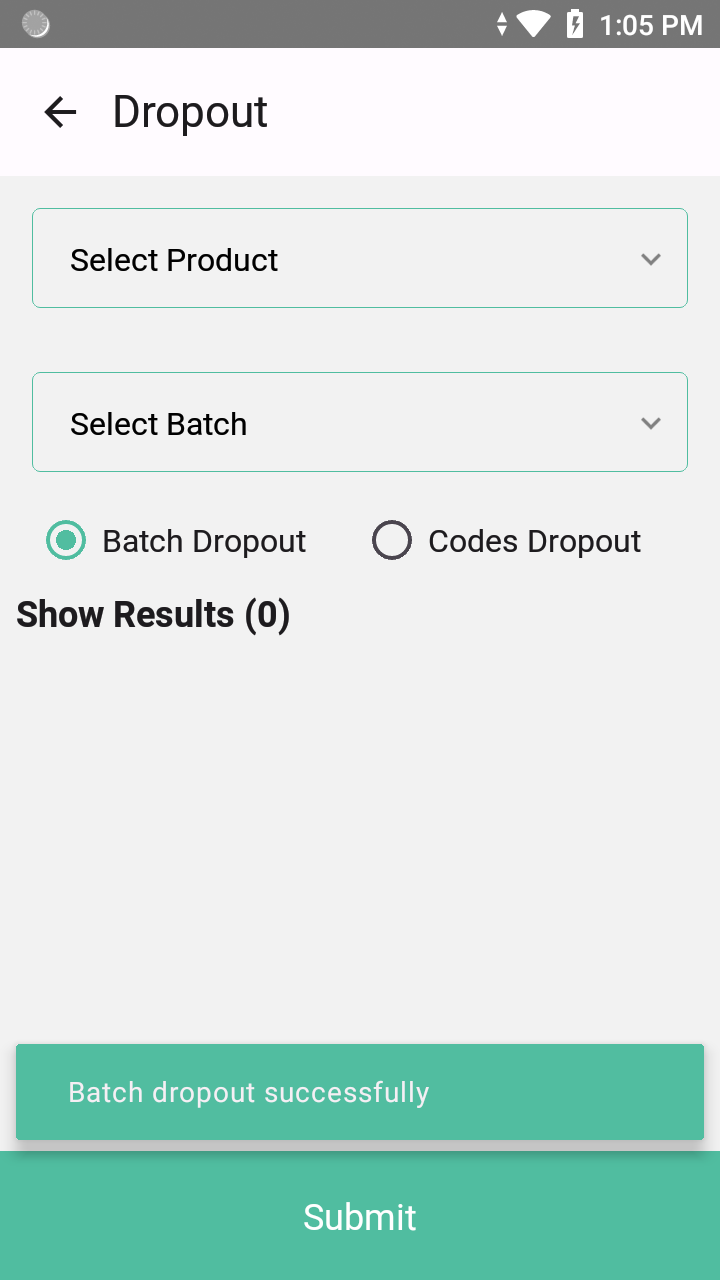 1:05 PM
Dropout
Select Product
Select Batch
Batch Dropout
Codes Dropout
Show Results (0)
Batch dropout successfully
Submit